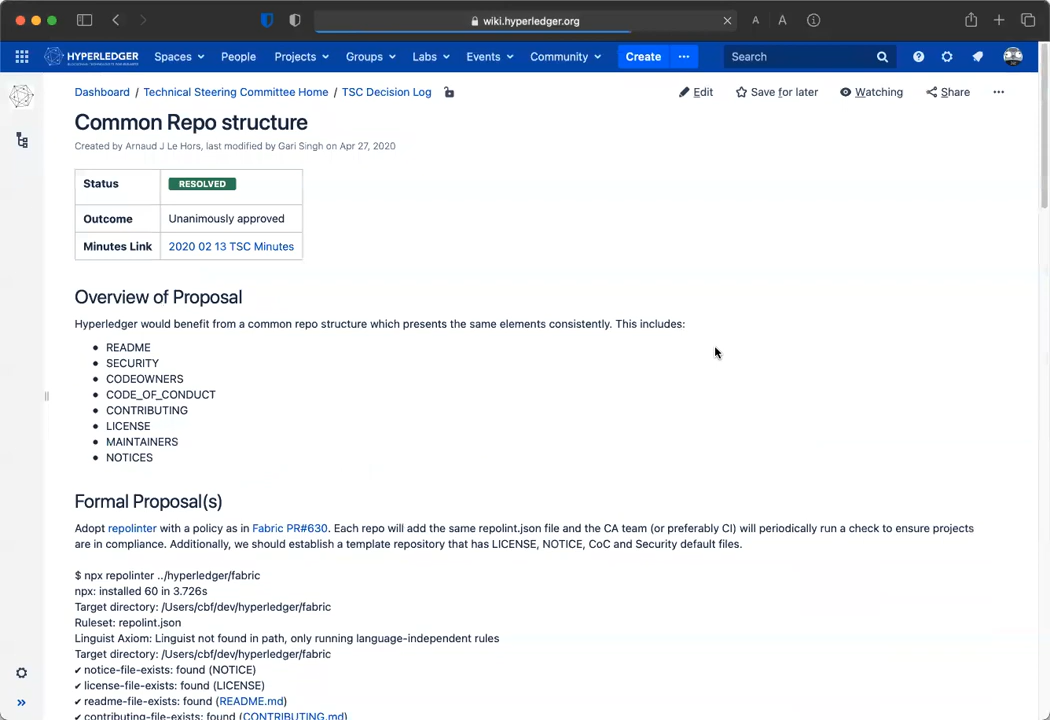 wiki.hyperledger.org
A A
HYPERLEDGER Spaces People Projects Groups Labs Events Community Create ··· Search
Dashboard / Technical Steering Committee Home / TSC Decision Log
Edit Save for later Watching Share ···
Common Repo structure
Created by Arnaud J Le Hors, last modified by Gari Singh on Apr 27, 2020
Status RESOLVED
Outcome Unanimously approved
Minutes Link 2020 02 13 TSC Minutes
Overview of Proposal
Hyperledger would benefit from a common repo structure which presents the same elements consistently. This includes:
• README
• SECURITY
• CODEOWNERS
• CODE_OF_CONDUCT
• CONTRIBUTING
• LICENSE
• MAINTAINERS
• NOTICES
Formal Proposal(s)
Adopt repolinter with a policy as in Fabric PR#630. Each repo will add the same repolint.json file and the CA team (or preferably CI) will periodically run a check to ensure projects
are in compliance. Additionally, we should establish a template repository that has LICENSE, NOTICE, CoC and Security default files.
$ npx repolinter ../hyperledger/fabric
npx: installed 60 in 3.726s
Target directory: /Users/cbf/dev/hyperledger/fabric
Ruleset: repolint.json
Linguist Axiom: Linguist not found in path, only running language-independent rules
Target directory: /Users/cbf/dev/hyperledger/fabric
✔ notice-file-exists: found (NOTICE)
✔ license-file-exists: found (LICENSE)
✔ readme-file-exists: found (README.md)
✔ contributing-file-exists: found (CONTRIBUTING.md)